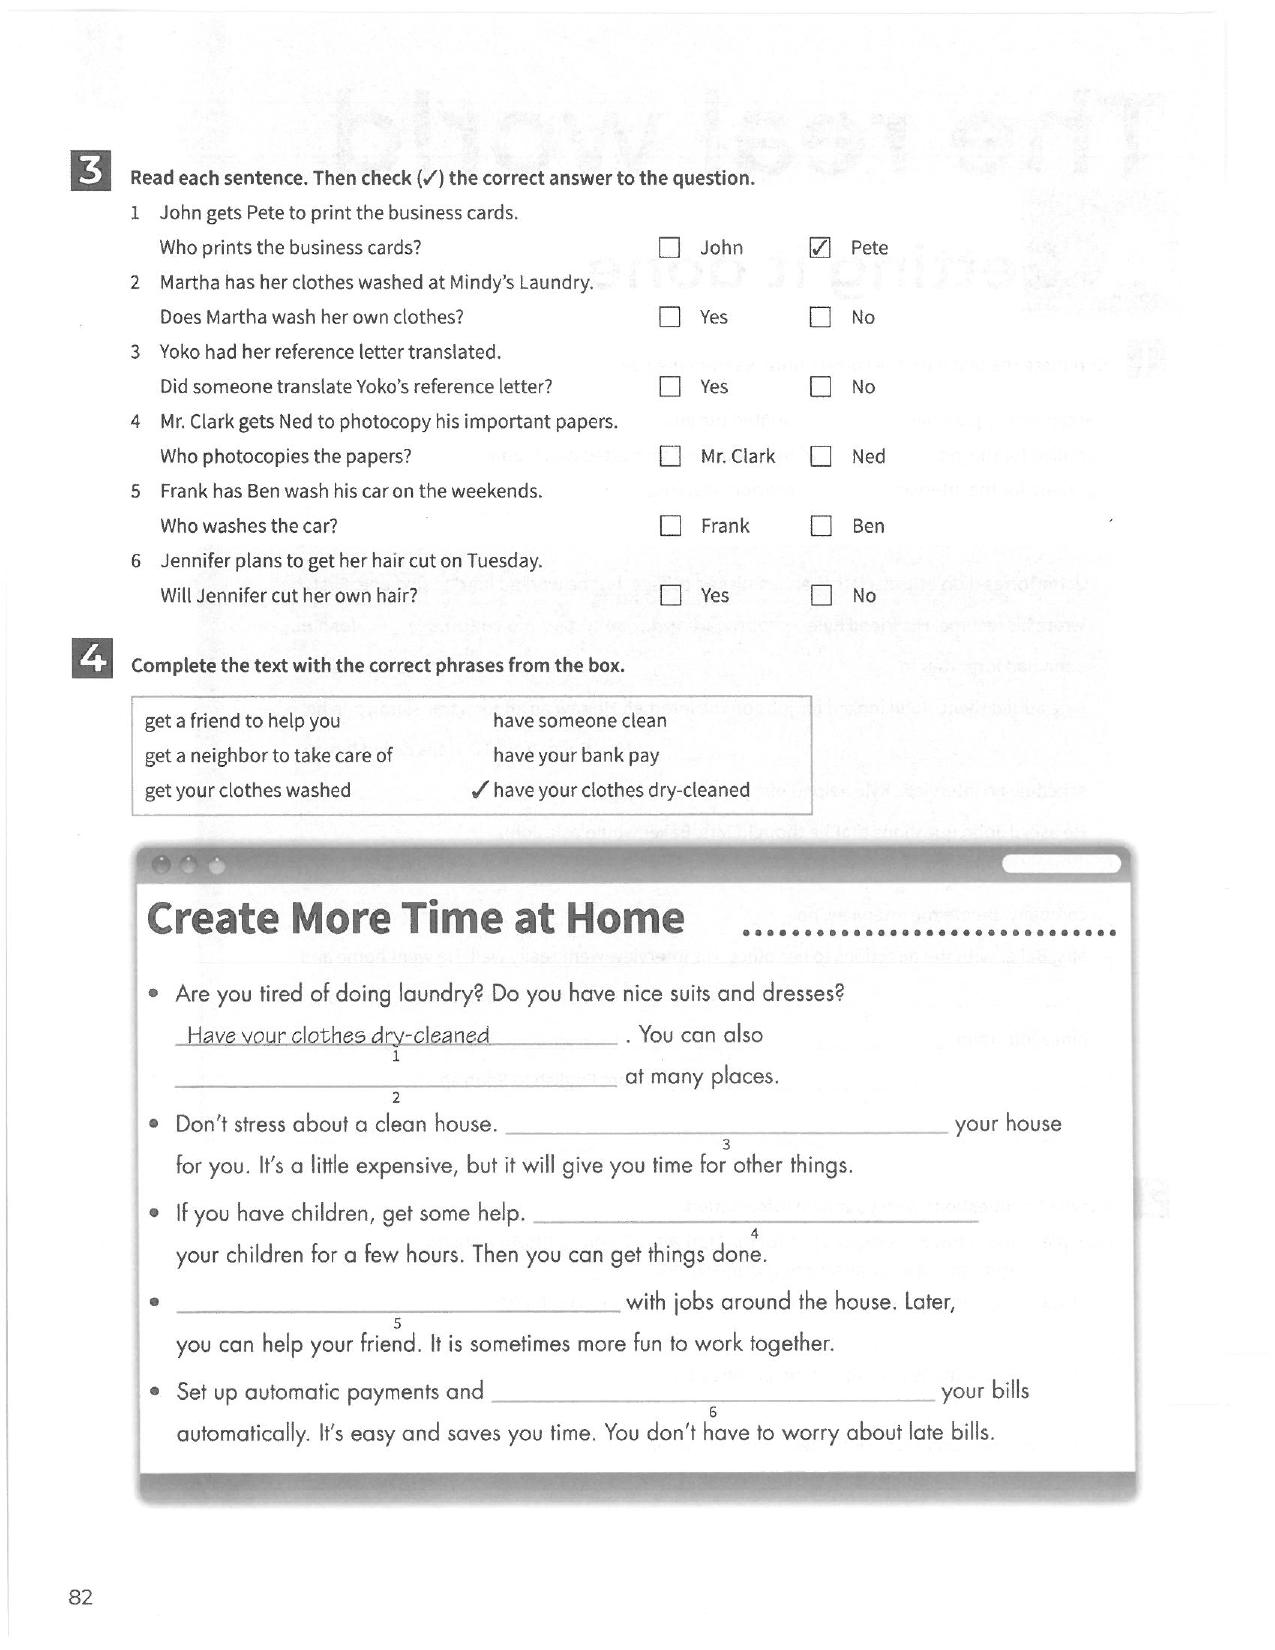 3 Read each sentence. Then check (✓) the correct answer to the question.
1 John gets Pete to print the business cards.
Who prints the business cards? ☐ John ☑ Pete
2 Martha has her clothes washed at Mindy's Laundry.
Does Martha wash her own clothes? ☐ Yes ☐ No
3 Yoko had her reference letter translated.
Did someone translate Yoko's reference letter? ☐ Yes ☐ No
4 Mr. Clark gets Ned to photocopy his important papers.
Who photocopies the papers? ☐ Mr. Clark ☐ Ned
5 Frank has Ben wash his car on the weekends.
Who washes the car? ☐ Frank ☐ Ben
6 Jennifer plans to get her hair cut on Tuesday.
Will Jennifer cut her own hair? ☐ Yes ☐ No
4 Complete the text with the correct phrases from the box.
get a friend to help you have someone clean
get a neighbor to take care of have your bank pay
get your clothes washed ✓ have your clothes dry-cleaned
Create More Time at Home
• Are you tired of doing laundry? Do you have nice suits and dresses?
Have your clothes dry-cleaned . You can also
1
at many places.
2
• Don't stress about a clean house. your house
3
for you. It's a little expensive, but it will give you time for other things.
• If you have children, get some help.
4
your children for a few hours. Then you can get things done.
• with jobs around the house. Later,
5
you can help your friend. It is sometimes more fun to work together.
• Set up automatic payments and your bills
6
automatically. It's easy and saves you time. You don't have to worry about late bills.
82